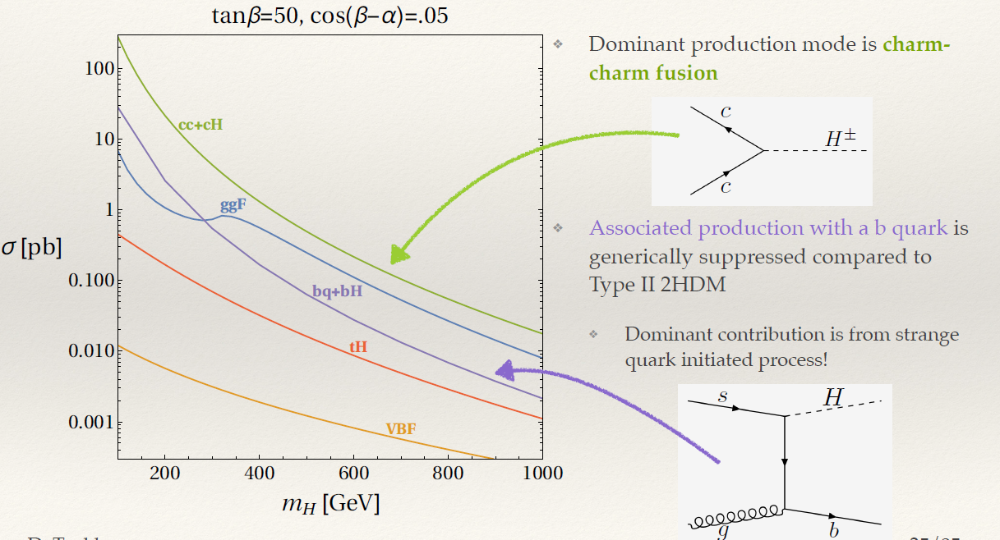 tanβ=50, cos(β−α)=.05
100
10
1
0.100
0.010
0.001
σ [pb]
cc+cH
ggF
bq+bH
tH
VBF
200 400 600 800 1000
m_H [GeV]
❖ Dominant production mode is charm-
charm fusion
c
H±
c
❖ Associated production with a b quark is
generically suppressed compared to
Type II 2HDM
❖ Dominant contribution is from strange
quark initiated process!
s
H
g
b